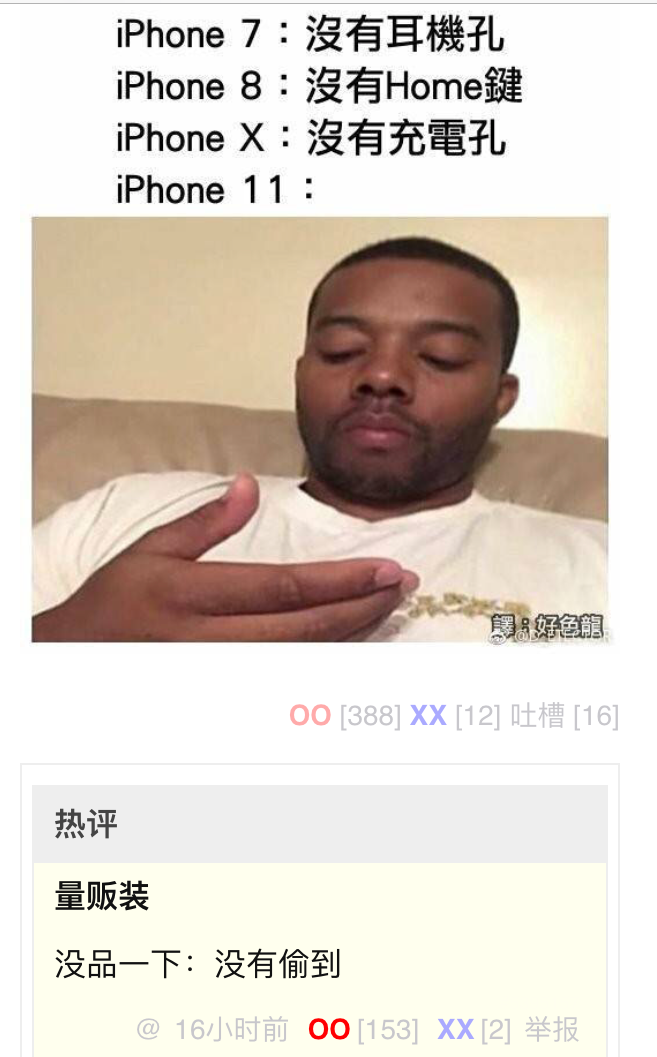 iPhone 7：沒有耳機孔
iPhone 8：沒有Home鍵
iPhone X：沒有充電孔
iPhone 11：
譯：好色龍
OO [388] XX [12] 吐槽 [16]
热评
量贩装
没品一下：没有偷到
@ 16小时前 OO [153] XX [2] 举报